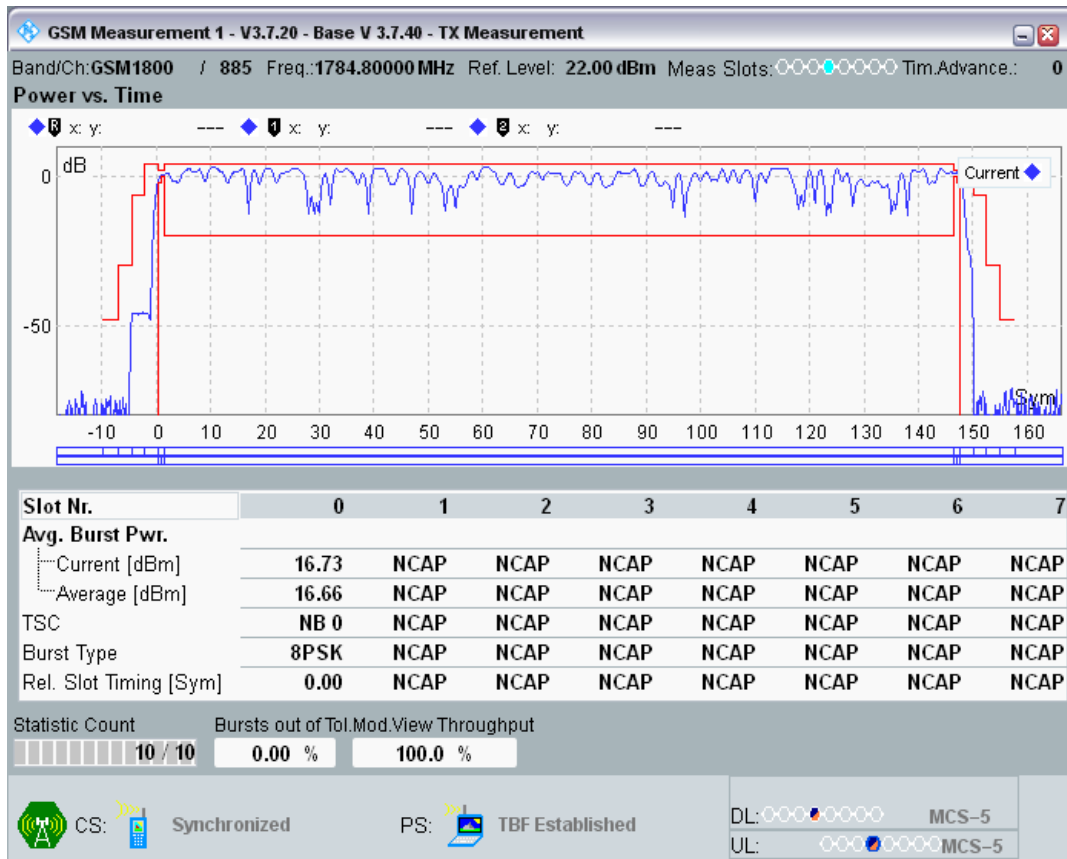 GSM Measurement 1 - V3.7.20 - Base V 3.7.40 - TX Measurement
Band/Ch:GSM1800 / 885 Freq.:1784.80000 MHz Ref. Level: 22.00 dBm Meas Slots: Tim.Advance.: 0
Power vs. Time
R x: y: --- 1 x: y: --- 2 x: y: ---
dB
Current
0
-50
Sym
-10 0 10 20 30 40 50 60 70 80 90 100 110 120 130 140 150 160
Slot Nr. 0 1 2 3 4 5 6 7
Avg. Burst Pwr.
Current [dBm] 16.73 NCAP NCAP NCAP NCAP NCAP NCAP NCAP
Average [dBm] 16.66 NCAP NCAP NCAP NCAP NCAP NCAP NCAP
TSC NB 0 NCAP NCAP NCAP NCAP NCAP NCAP NCAP
Burst Type 8PSK NCAP NCAP NCAP NCAP NCAP NCAP NCAP
Rel. Slot Timing [Sym] 0.00 NCAP NCAP NCAP NCAP NCAP NCAP NCAP
Statistic Count Bursts out of Tol. Mod.View Throughput
10 / 10 0.00 % 100.0 %
CS: Synchronized PS: TBF Established DL: MCS-5
UL: MCS-5